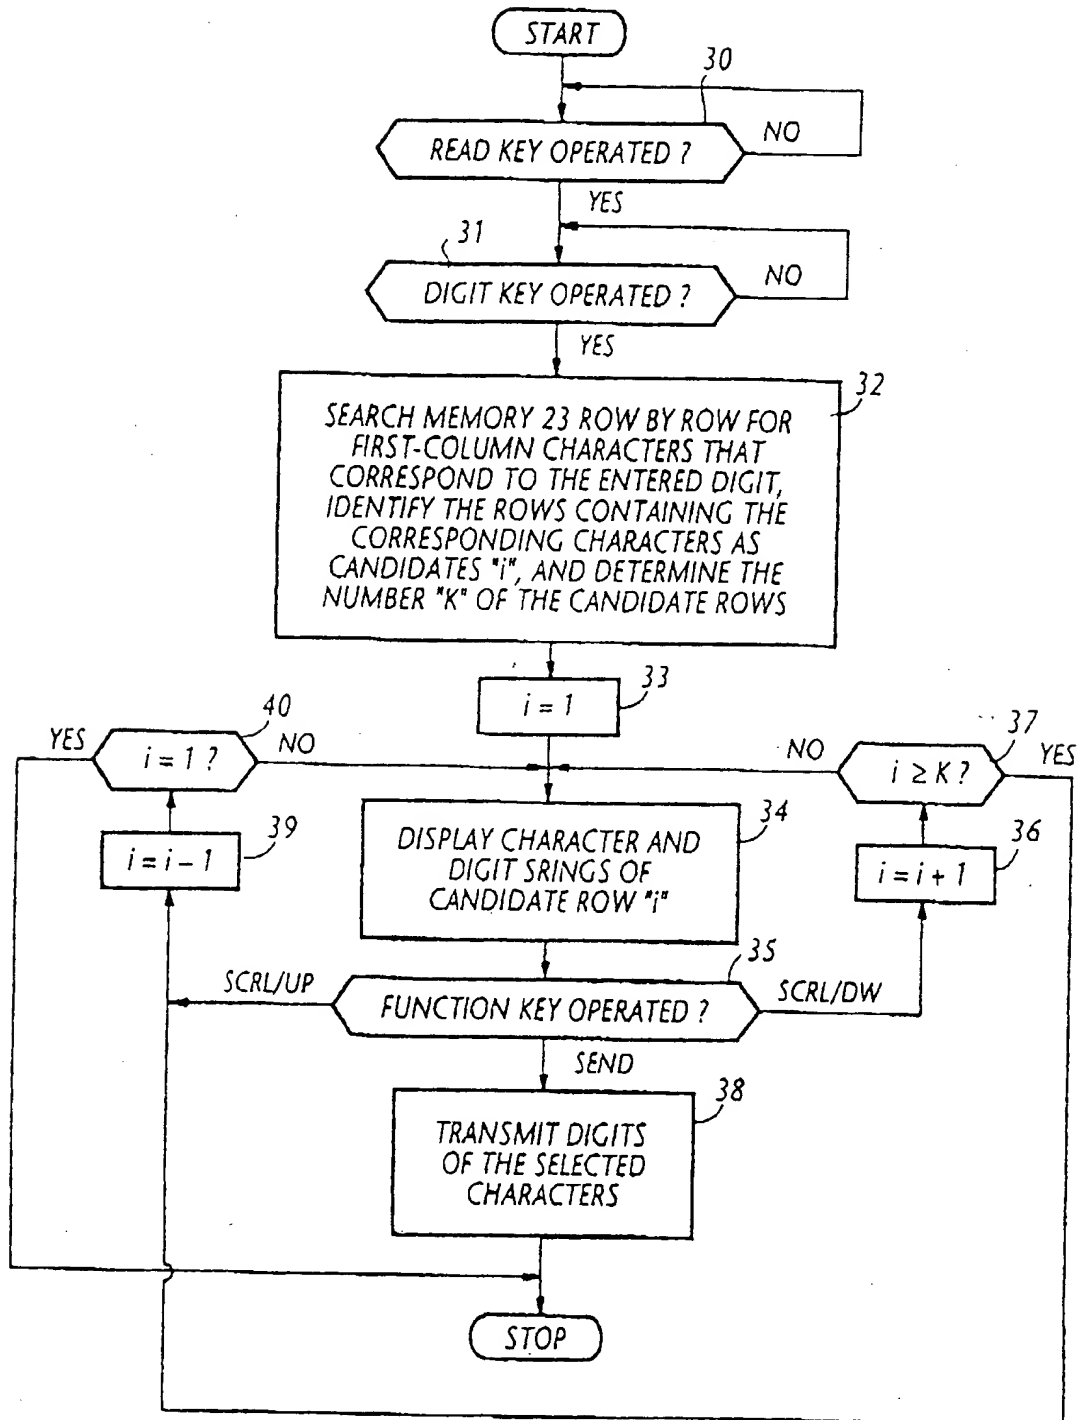 START
30
READ KEY OPERATED ?
NO
YES
31
DIGIT KEY OPERATED ?
NO
YES
32
SEARCH MEMORY 23 ROW BY ROW FOR
FIRST-COLUMN CHARACTERS THAT
CORRESPOND TO THE ENTERED DIGIT,
IDENTIFY THE ROWS CONTAINING THE
CORRESPONDING CHARACTERS AS
CANDIDATES "i", AND DETERMINE THE
NUMBER "K" OF THE CANDIDATE ROWS
33
i = 1
40
YES
i = 1 ?
NO
37
NO
i ≥ K ?
YES
39
i = i - 1
34
DISPLAY CHARACTER AND
DIGIT SRINGS OF
CANDIDATE ROW "i"
36
i = i + 1
35
SCRL/UP
FUNCTION KEY OPERATED ?
SCRL/DW
SEND
38
TRANSMIT DIGITS
OF THE SELECTED
CHARACTERS
STOP